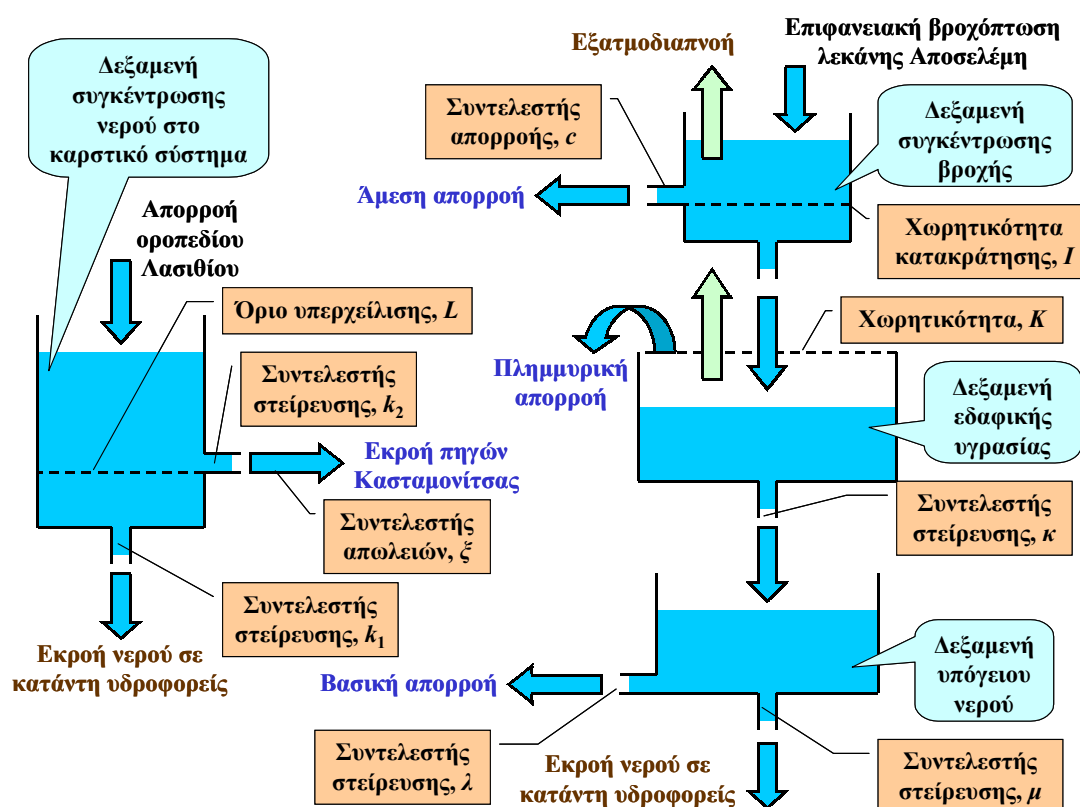 Δεξαμενή
συγκέντρωσης
νερού στο
καρστικό σύστημα
Απορροή
οροπεδίου
Λασιθίου
Όριο υπερχείλισης, L
Συντελεστής
στείρευσης, k2
Εκροή πηγών
Κασταμονίτσας
Συντελεστής
απωλειών, ξ
Συντελεστής
στείρευσης, k1
Εκροή νερού σε
κατάντη υδροφορείς
Επιφανειακή βροχόπτωση
λεκάνης Αποσελέμη
Εξατμοδιαπνοή
Συντελεστής
απορροής, c
Δεξαμενή
συγκέντρωσης
βροχής
Άμεση απορροή
Χωρητικότητα
κατακράτησης, I
Χωρητικότητα, K
Πλημμυρική
απορροή
Δεξαμενή
εδαφικής
υγρασίας
Συντελεστής
στείρευσης, κ
Δεξαμενή
υπόγειου
νερού
Βασική απορροή
Συντελεστής
στείρευσης, λ
Εκροή νερού σε
κατάντη υδροφορείς
Συντελεστής
στείρευσης, μ